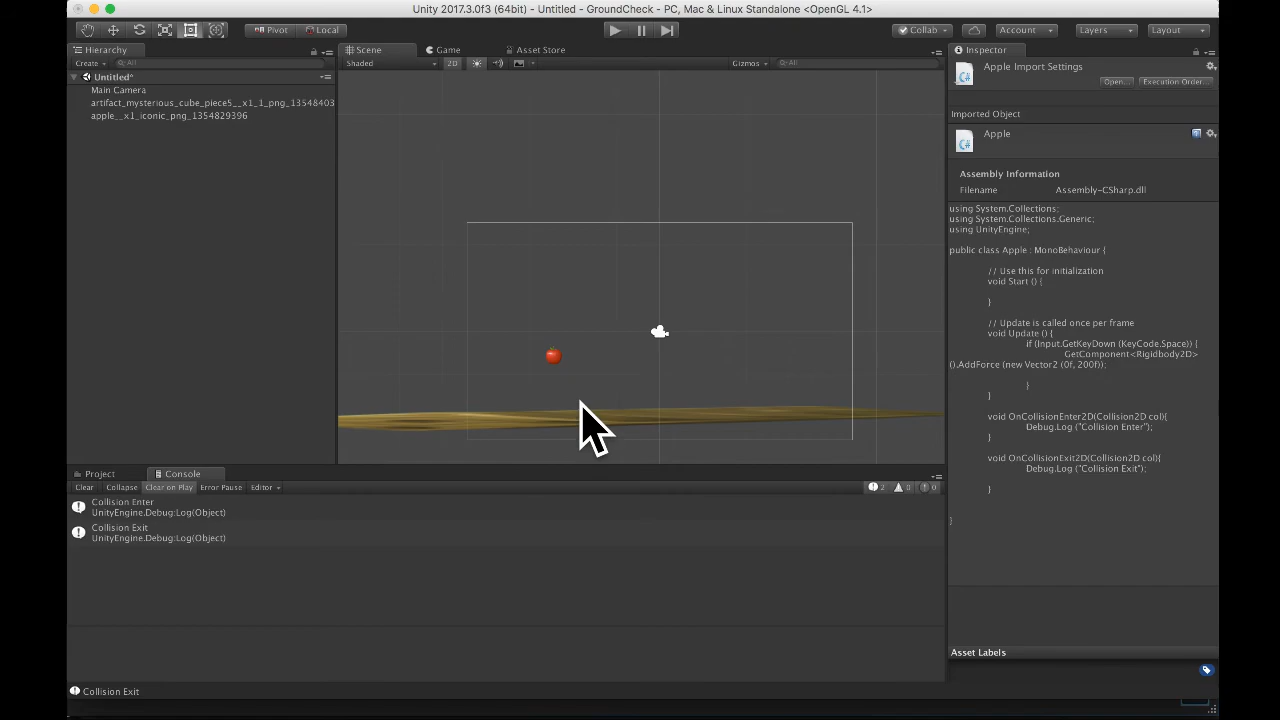 Unity 2017.3.0f3 (64bit) - Untitled - GroundCheck - PC, Mac & Linux Standalone <OpenGL 4.1>
Pivot Local Collab Account Layers Layout
Hierarchy
Create All
Untitled*
Main Camera
artifact_mysterious_cube_piece5__x1_1_png_13548403
apple__x1_iconic_png_1354829396
Scene Game Asset Store
Shaded 2D Gizmos All
Inspector
Apple Import Settings
Open... Execution Order...
Imported Object
Apple
Assembly Information
Filename Assembly-CSharp.dll
using System.Collections;
using System.Collections.Generic;
using UnityEngine;
public class Apple : MonoBehaviour {
// Use this for initialization
void Start () {
}
// Update is called once per frame
void Update () {
if (Input.GetKeyDown (KeyCode.Space)) {
GetComponent<Rigidbody2D>
().AddForce (new Vector2 (0f, 200f));
}
}
void OnCollisionEnter2D(Collision2D col){
Debug.Log ("Collision Enter");
}
void OnCollisionExit2D(Collision2D col){
Debug.Log ("Collision Exit");
}
}
Asset Labels
Project Console
Clear Collapse Clear on Play Error Pause Editor 2 0 0
Collision Enter
UnityEngine.Debug:Log(Object)
Collision Exit
UnityEngine.Debug:Log(Object)
Collision Exit